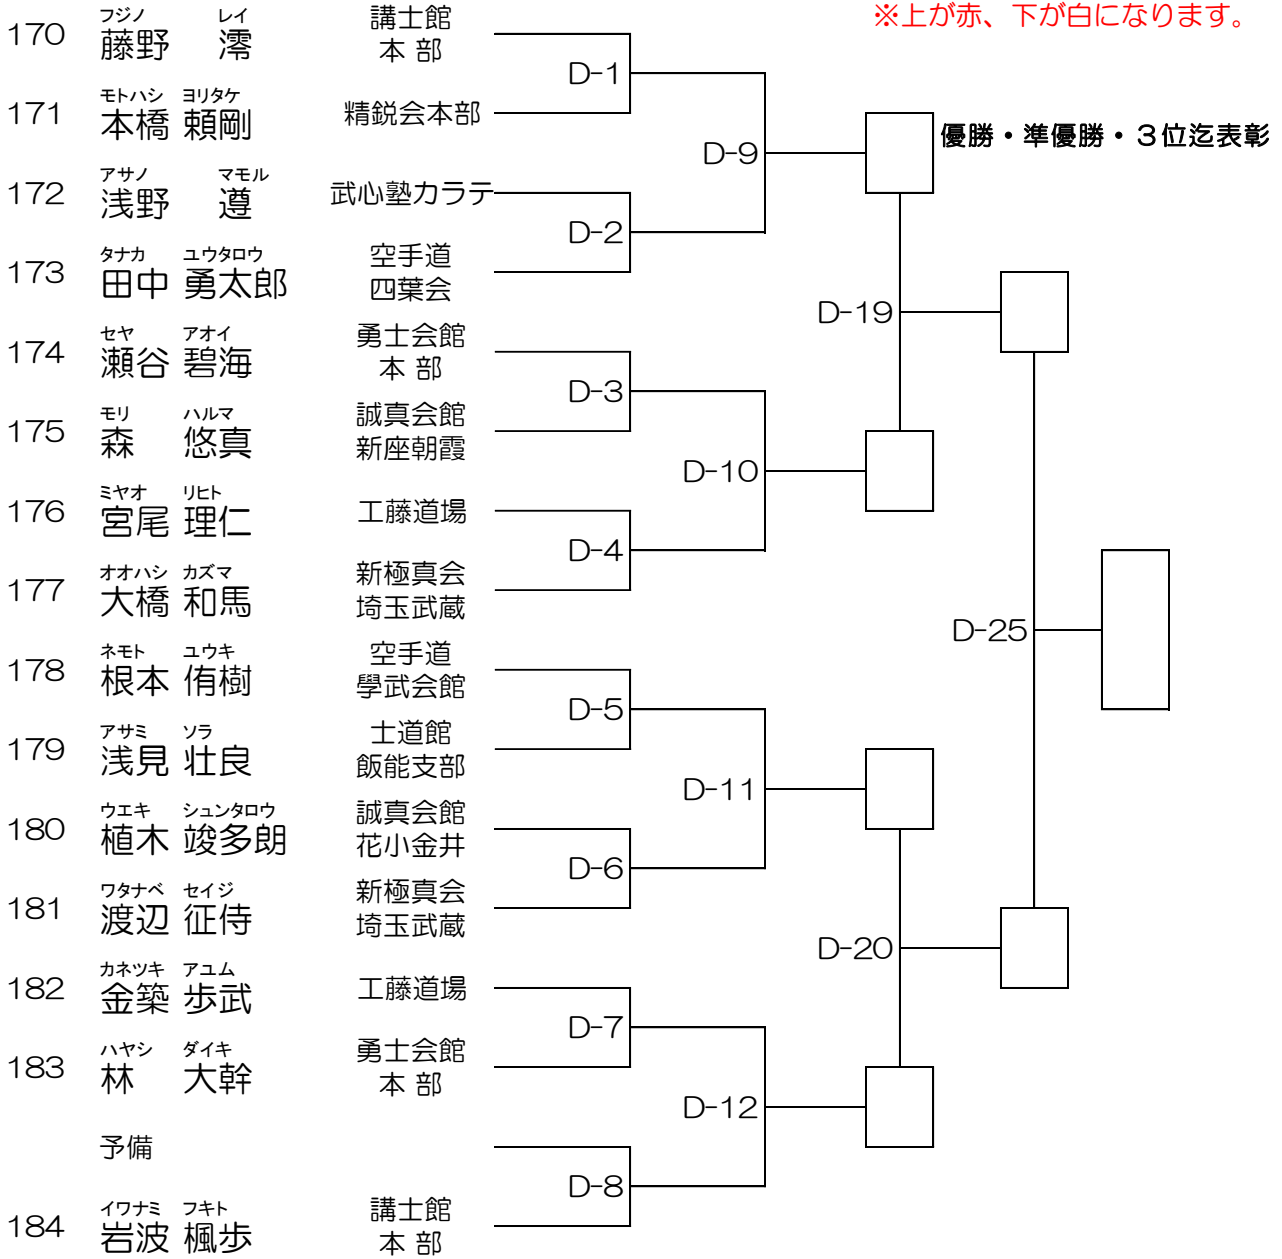 ※上が赤、下が白になります。
優勝・準優勝・３位迄表彰
170 フジノ レイ
藤野 澪 講士館
本 部
171 モトハシ ヨリタケ
本橋 頼剛 精鋭会本部
172 アサノ マモル
浅野 遵 武心塾カラテ
173 タナカ ユウタロウ
田中 勇太郎 空手道
四葉会
174 セヤ アオイ
瀬谷 碧海 勇士会館
本 部
175 モリ ハルマ
森 悠真 誠真会館
新座朝霞
176 ミヤオ リヒト
宮尾 理仁 工藤道場
177 オオハシ カズマ
大橋 和馬 新極真会
埼玉武蔵
178 ネモト ユウキ
根本 侑樹 空手道
學武会館
179 アサミ ソラ
浅見 壮良 士道館
飯能支部
180 ウエキ シュンタロウ
植木 竣多朗 誠真会館
花小金井
181 ワタナベ セイジ
渡辺 征侍 新極真会
埼玉武蔵
182 カネツキ アユム
金築 歩武 工藤道場
183 ハヤシ ダイキ
林 大幹 勇士会館
本 部
予備
184 イワナミ フキト
岩波 楓歩 講士館
本 部
D-1
D-2
D-3
D-4
D-5
D-6
D-7
D-8
D-9
D-10
D-11
D-12
D-19
D-20
D-25